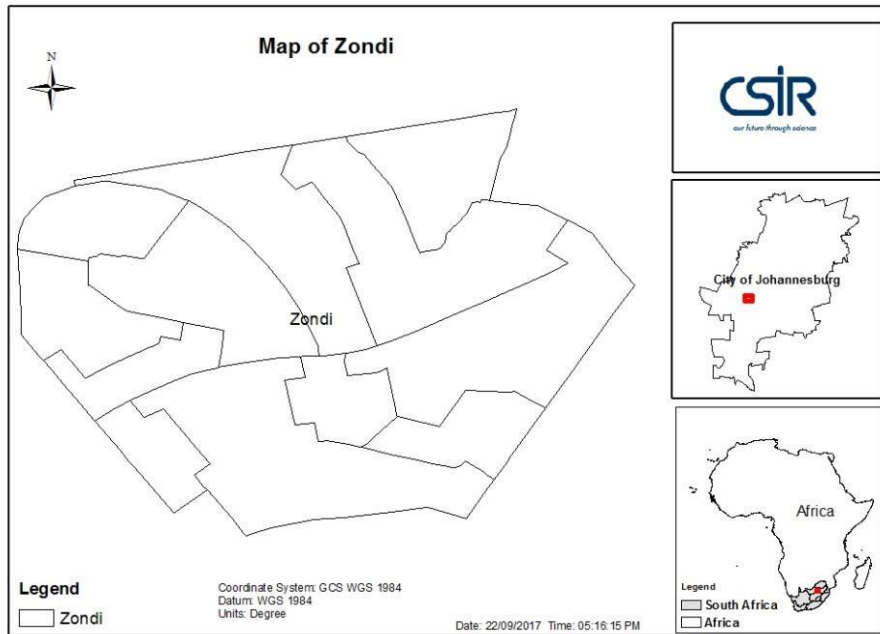 Map of Zondi
N
Zondi
Legend
Zondi
Coordinate System: GCS WGS 1984
Datum: WGS 1984
Units: Degree
Date: 22/09/2017 Time: 05:16:15 PM
CSIR
our future through science
City of Johannesburg
Africa
Legend
South Africa
Africa